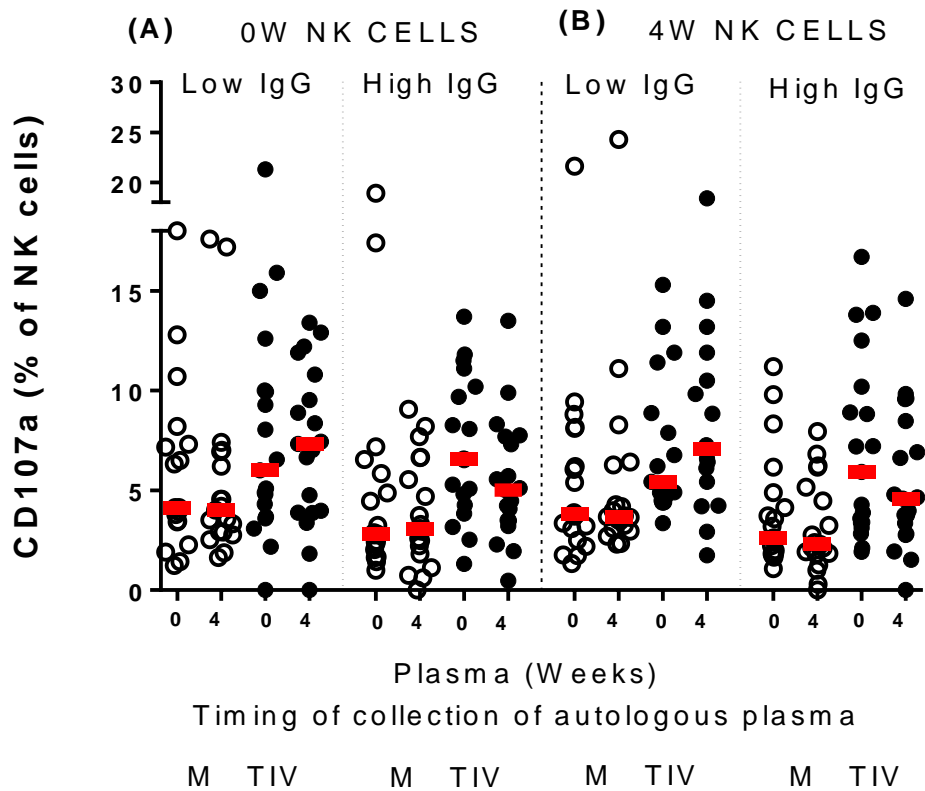 (A) 0W NK CELLS (B) 4W NK CELLS
Low IgG High IgG Low IgG High IgG
CD107a (% of NK cells)
30
25
20
15
10
5
0
0 4 0 4 0 4 0 4 0 4 0 4 0 4 0 4
Plasma (Weeks)
Timing of collection of autologous plasma
M TIV M TIV M TIV M TIV